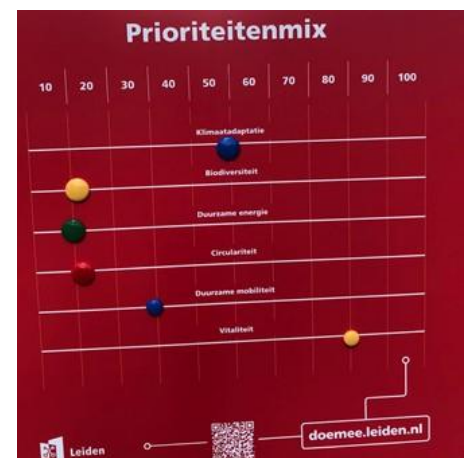 Prioriteitenmix
10 20 30 40 50 60 70 80 90 100
Klimaatadaptatie
Biodiversiteit
Duurzame energie
Circulariteit
Duurzame mobiliteit
Vitaliteit
doemee.leiden.nl
Leiden